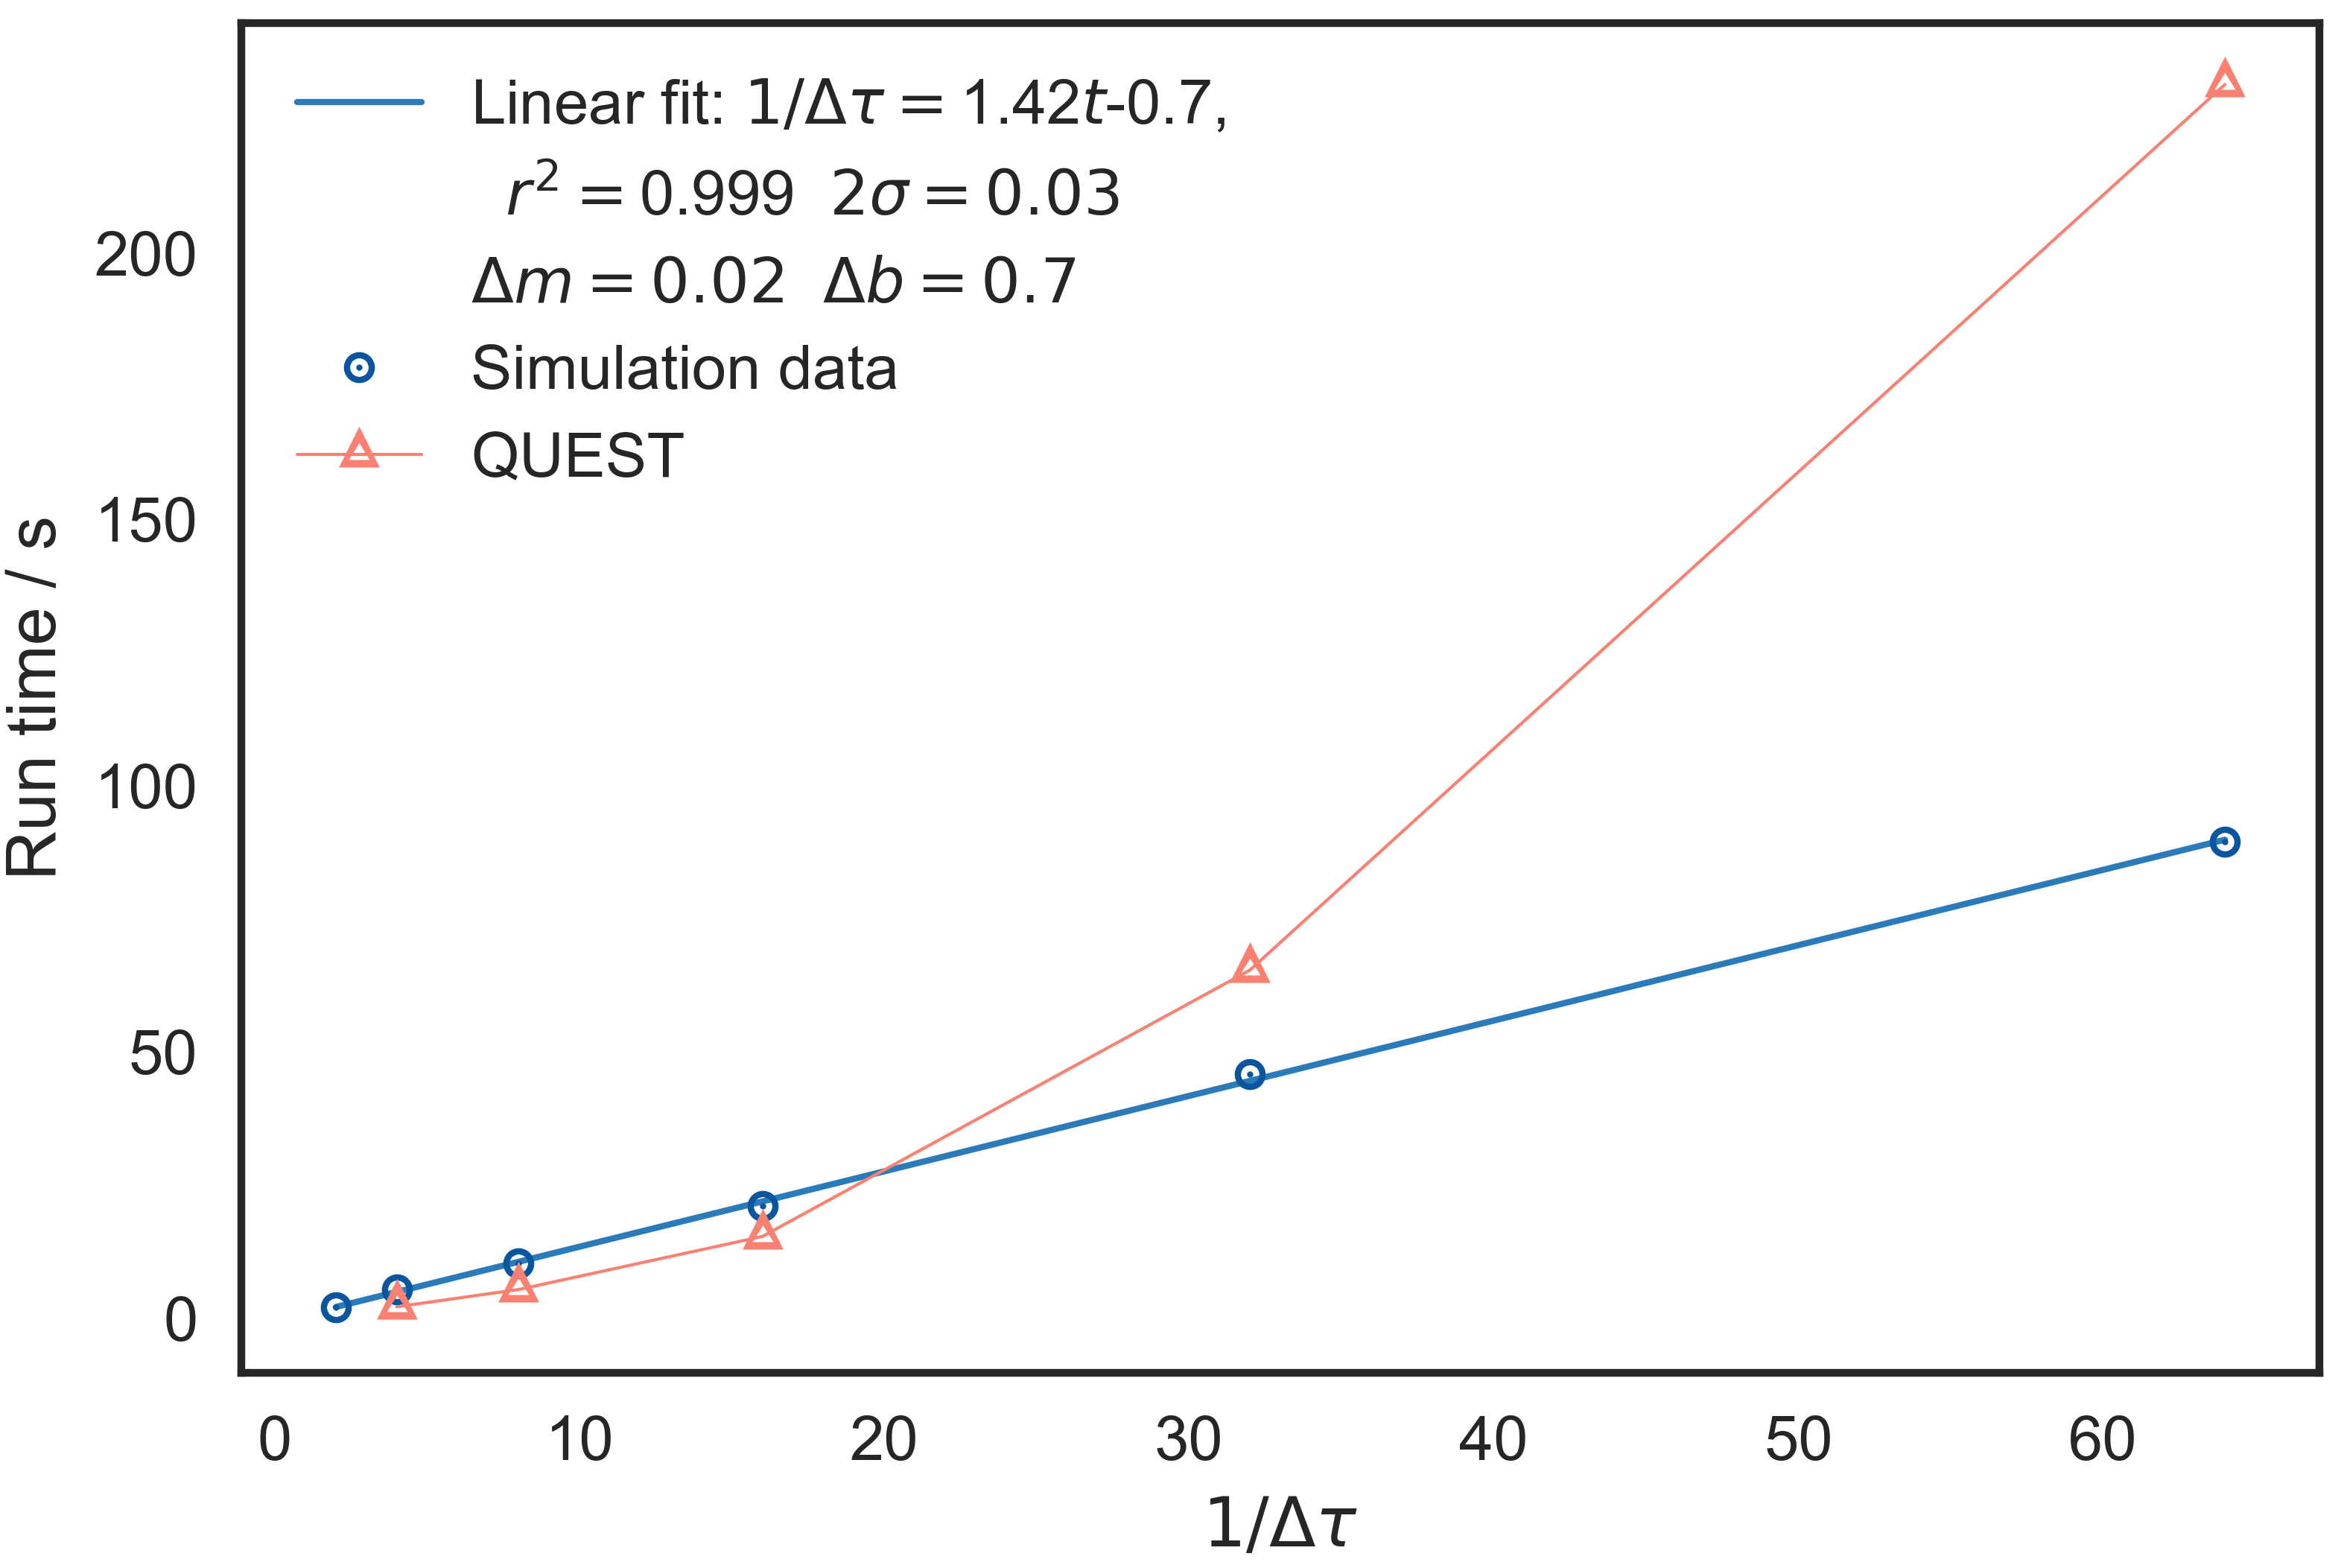 Linear fit: 1/Δτ = 1.42t-0.7,
r² = 0.999 2σ = 0.03
Δm = 0.02 Δb = 0.7
Simulation data
QUEST
Run time / s
200
150
100
50
0
0 10 20 30 40 50 60
1/Δτ